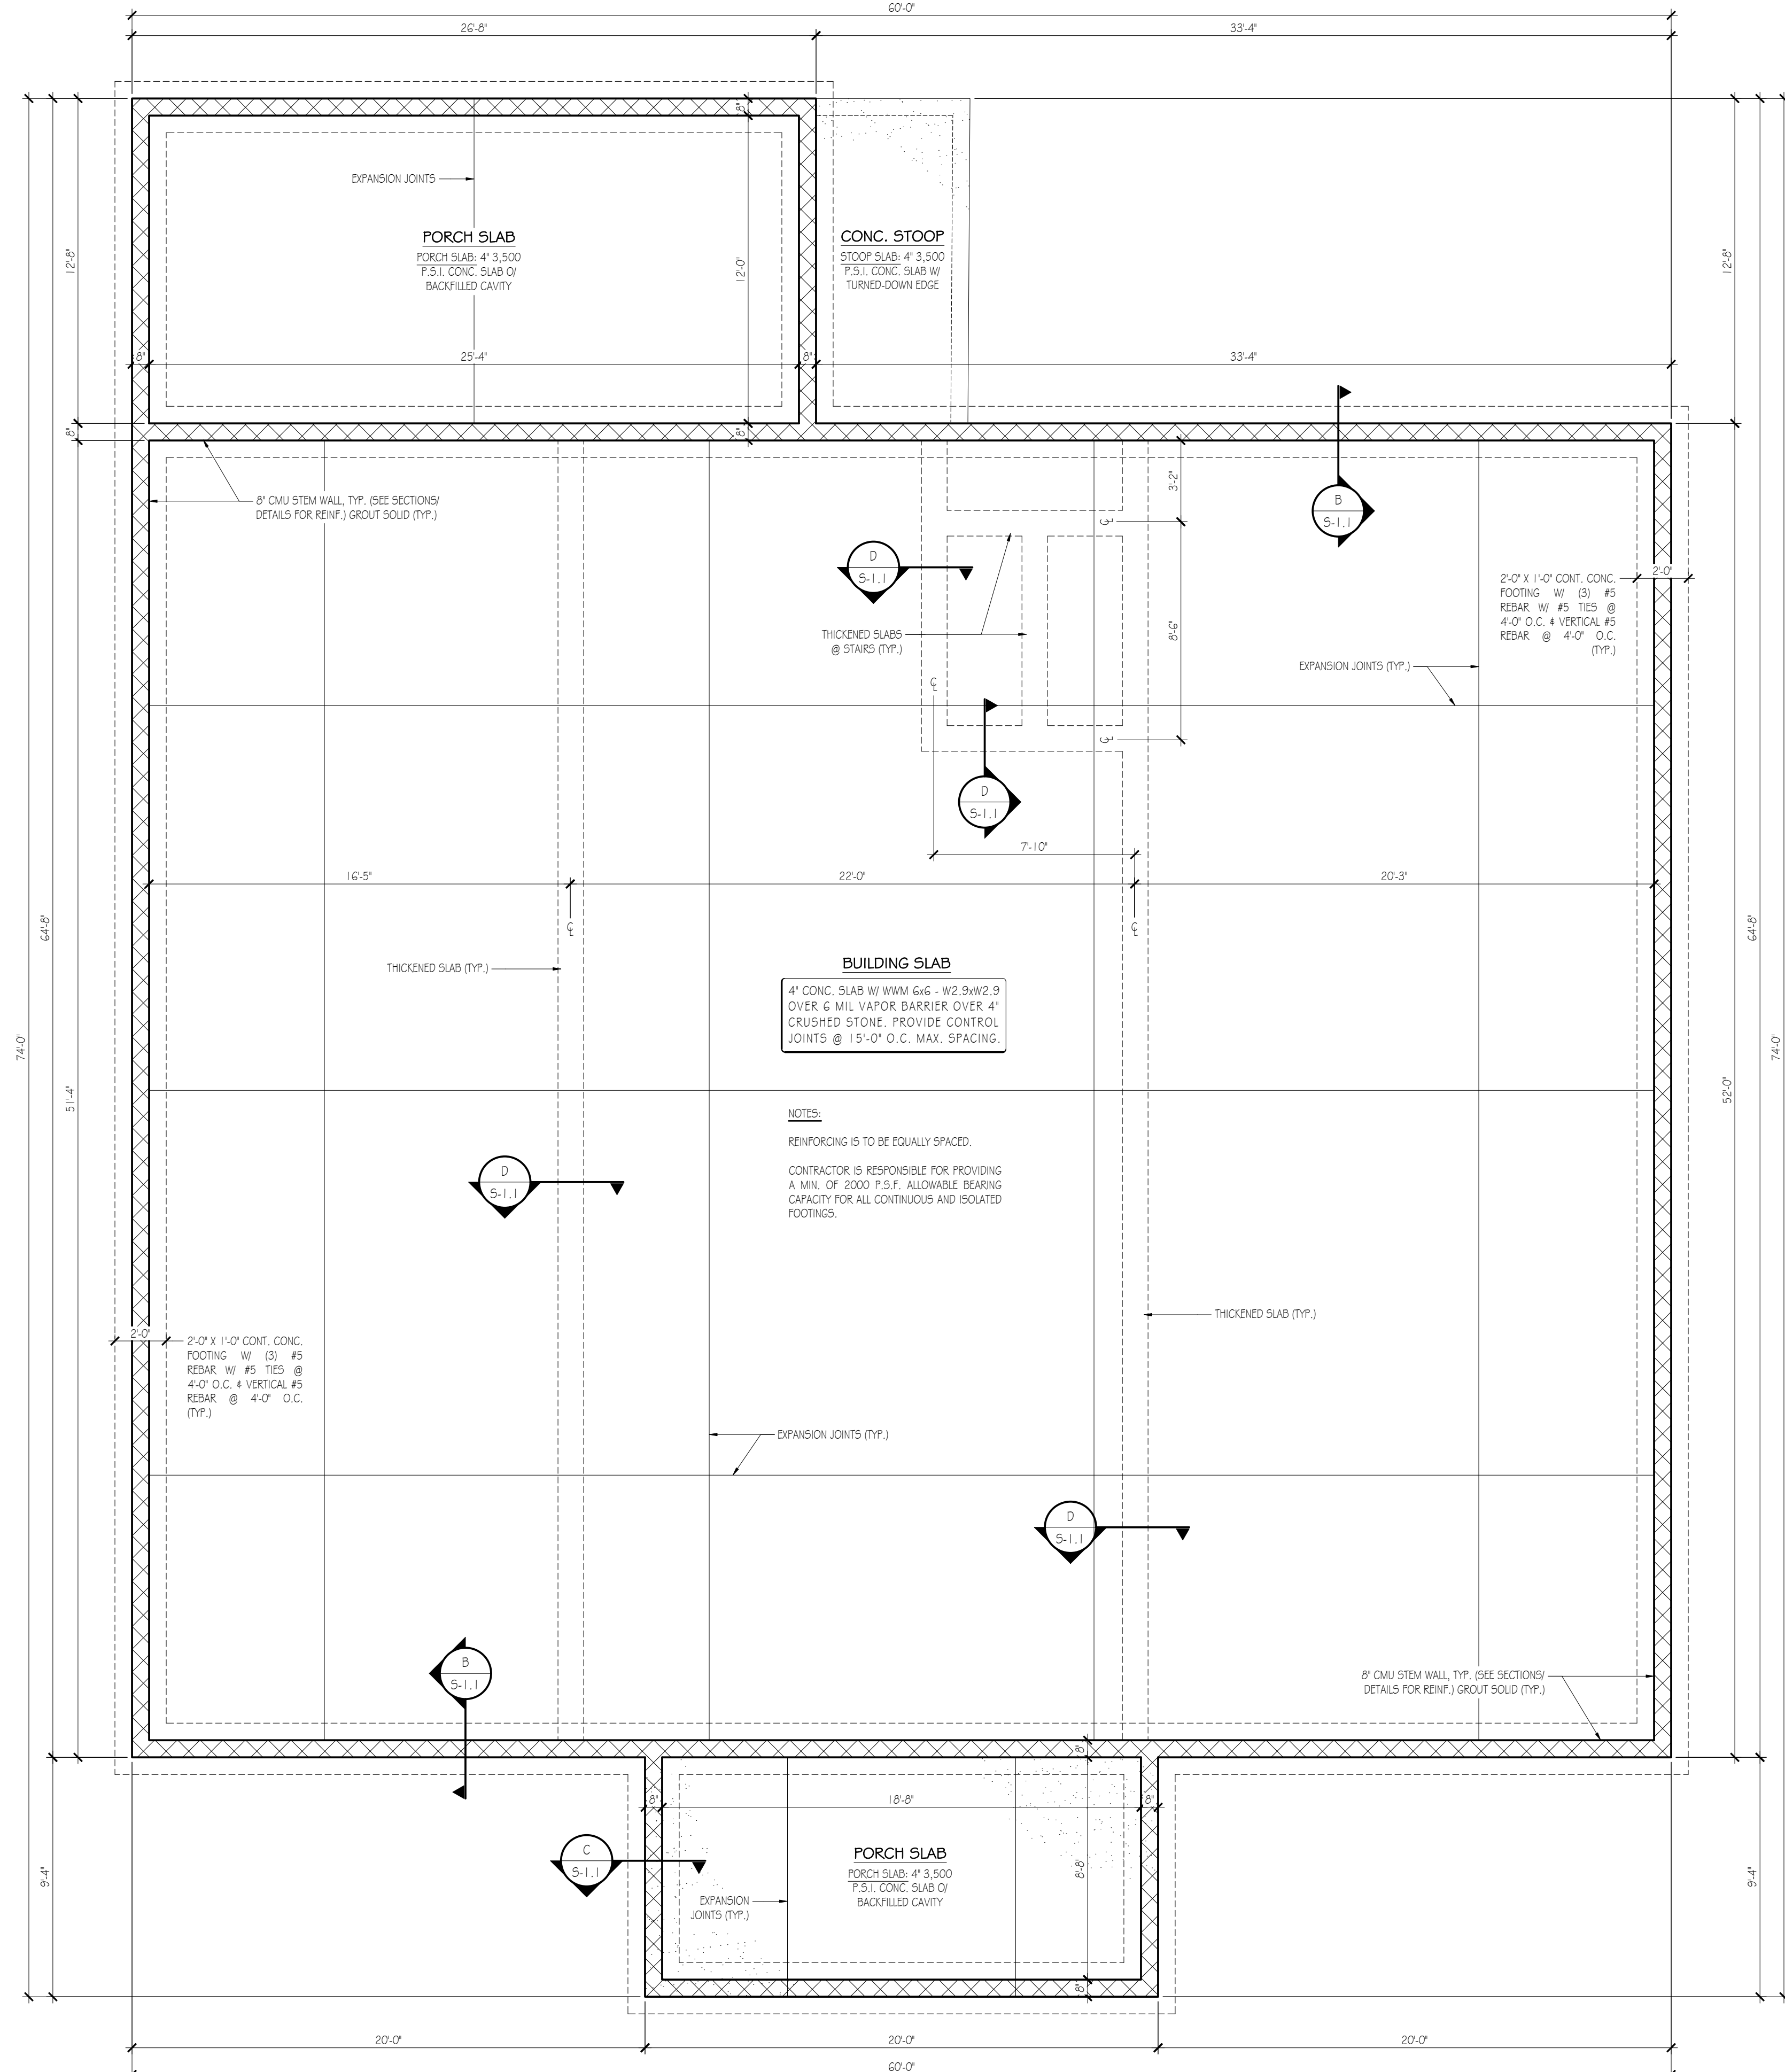 60'-0"
26'-8"
33'-4"
8"
EXPANSION JOINTS
PORCH SLAB
PORCH SLAB: 4" 3,500
P.S.I. CONC. SLAB O/
BACKFILLED CAVITY
CONC. STOOP
STOOP SLAB: 4" 3,500
P.S.I. CONC. SLAB W/
TURNED-DOWN EDGE
12'-8"
12'-0"
12'-8"
8"
25'-4"
8"
33'-4"
8"
8"
8" CMU STEM WALL, TYP. (SEE SECTIONS/
DETAILS FOR REINF.) GROUT SOLID (TYP.)
3'-2"
B
S-1.1
CL
D
S-1.1
2'-0"
2'-0" X 1'-0" CONT. CONC.
FOOTING W/ (3) #5
REBAR W/ #5 TIES @
4'-0" O.C. & VERTICAL #5
REBAR @ 4'-0" O.C.
(TYP.)
THICKENED SLABS
@ STAIRS (TYP.)
8'-6"
EXPANSION JOINTS (TYP.)
CL
CL
D
S-1.1
7'-10"
16'-5"
22'-0"
20'-3"
CL
CL
64'-8"
64'-8"
THICKENED SLAB (TYP.)
BUILDING SLAB
4" CONC. SLAB W/ WWM 6x6 - W2.9xW2.9
OVER 6 MIL VAPOR BARRIER OVER 4"
CRUSHED STONE. PROVIDE CONTROL
JOINTS @ 15'-0" O.C. MAX. SPACING.
74'-0"
74'-0"
51'-4"
52'-0"
NOTES:
REINFORCING IS TO BE EQUALLY SPACED.
CONTRACTOR IS RESPONSIBLE FOR PROVIDING
A MIN. OF 2000 P.S.F. ALLOWABLE BEARING
CAPACITY FOR ALL CONTINUOUS AND ISOLATED
FOOTINGS.
D
S-1.1
THICKENED SLAB (TYP.)
2'-0"
2'-0" X 1'-0" CONT. CONC.
FOOTING W/ (3) #5
REBAR W/ #5 TIES @
4'-0" O.C. & VERTICAL #5
REBAR @ 4'-0" O.C.
(TYP.)
EXPANSION JOINTS (TYP.)
D
S-1.1
B
S-1.1
8" CMU STEM WALL, TYP. (SEE SECTIONS/
DETAILS FOR REINF.) GROUT SOLID (TYP.)
8"
8"
18'-8"
8"
C
S-1.1
PORCH SLAB
PORCH SLAB: 4" 3,500
P.S.I. CONC. SLAB O/
BACKFILLED CAVITY
8'-8"
9'-4"
9'-4"
EXPANSION
JOINTS (TYP.)
8"
20'-0"
20'-0"
20'-0"
60'-0"